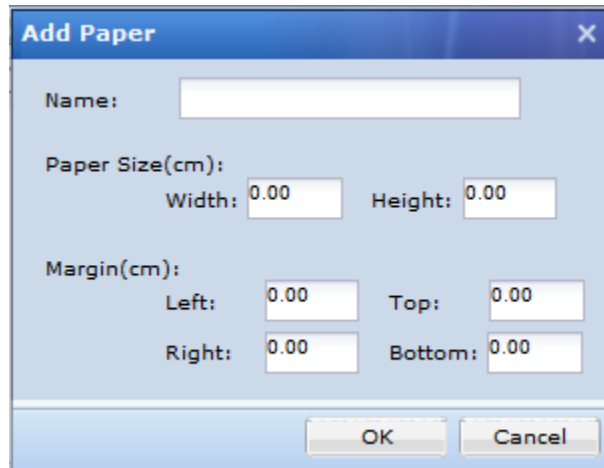 Add Paper
Name:
Paper Size(cm):
Width: 0.00 Height: 0.00
Margin(cm):
Left: 0.00 Top: 0.00
Right: 0.00 Bottom: 0.00
OK Cancel